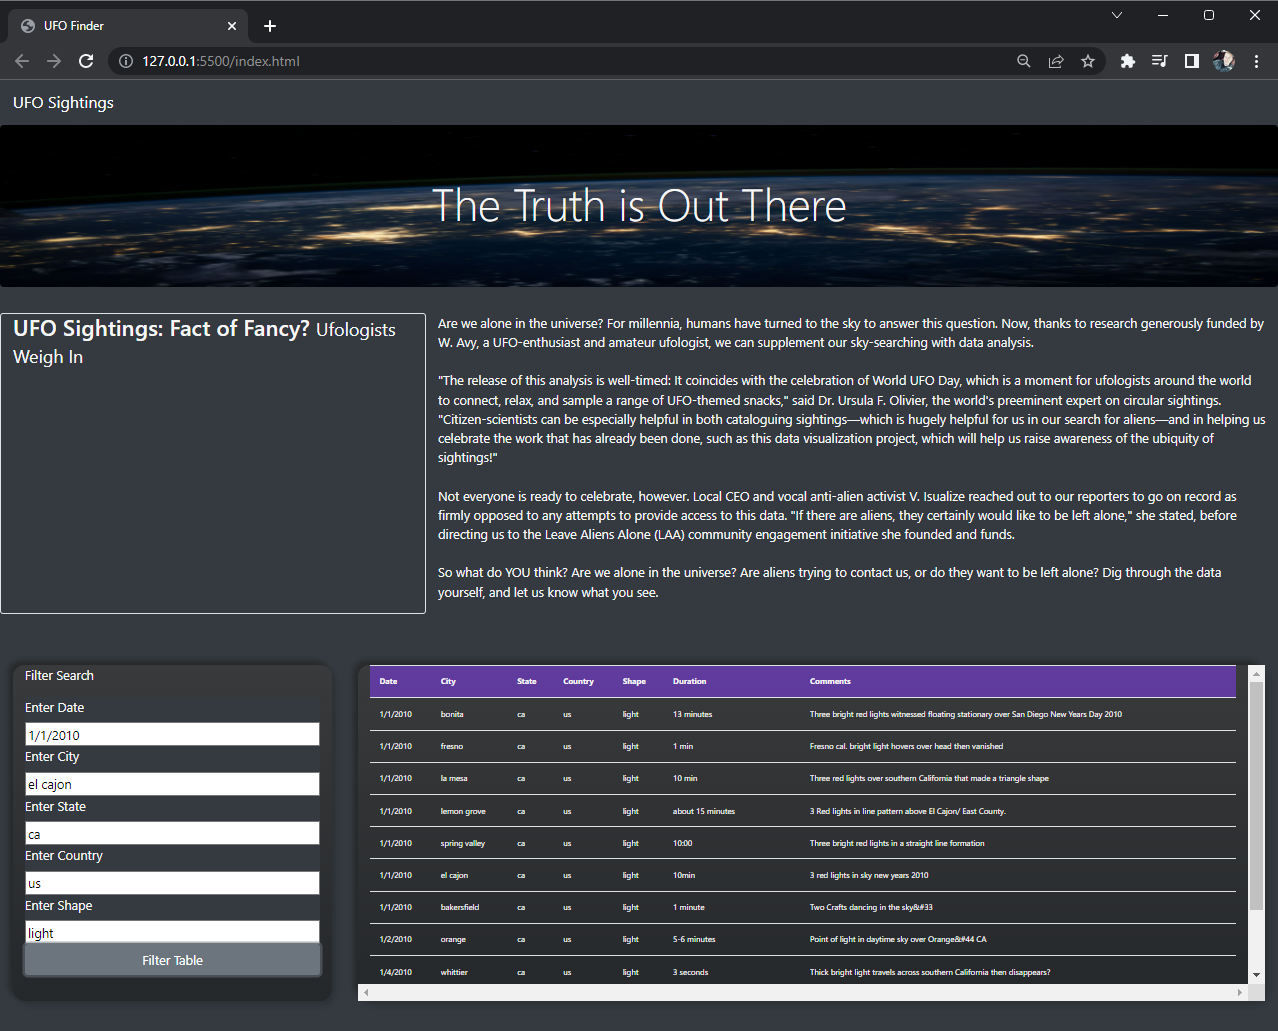 UFO Finder
127.0.0.1:5500/index.html
UFO Sightings
The Truth is Out There
UFO Sightings: Fact of Fancy? Ufologists
Weigh In
Are we alone in the universe? For millennia, humans have turned to the sky to answer this question. Now, thanks to research generously funded by
W. Avy, a UFO-enthusiast and amateur ufologist, we can supplement our sky-searching with data analysis.
"The release of this analysis is well-timed: It coincides with the celebration of World UFO Day, which is a moment for ufologists around the world
to connect, relax, and sample a range of UFO-themed snacks," said Dr. Ursula F. Olivier, the world's preeminent expert on circular sightings.
"Citizen-scientists can be especially helpful in both cataloguing sightings—which is hugely helpful for us in our search for aliens—and in helping us
celebrate the work that has already been done, such as this data visualization project, which will help us raise awareness of the ubiquity of
sightings!"
Not everyone is ready to celebrate, however. Local CEO and vocal anti-alien activist V. Isualize reached out to our reporters to go on record as
firmly opposed to any attempts to provide access to this data. "If there are aliens, they certainly would like to be left alone," she stated, before
directing us to the Leave Aliens Alone (LAA) community engagement initiative she founded and funds.
So what do YOU think? Are we alone in the universe? Are aliens trying to contact us, or do they want to be left alone? Dig through the data
yourself, and let us know what you see.
Filter Search
Enter Date
1/1/2010
Enter City
el cajon
Enter State
ca
Enter Country
us
Enter Shape
light
Filter Table
Date City State Country Shape Duration Comments
1/1/2010 bonita ca us light 13 minutes Three bright red lights witnessed floating stationary over San Diego New Years Day 2010
1/1/2010 fresno ca us light 1 min Fresno cal. bright light hovers over head then vanished
1/1/2010 la mesa ca us light 10 min Three red lights over southern California that made a triangle shape
1/1/2010 lemon grove ca us light about 15 minutes 3 Red lights in line pattern above El Cajon/ East County.
1/1/2010 spring valley ca us light 10:00 Three bright red lights in a straight line formation
1/1/2010 el cajon ca us light 10min 3 red lights in sky new years 2010
1/1/2010 bakersfield ca us light 1 minute Two Crafts dancing in the sky&#33
1/2/2010 orange ca us light 5-6 minutes Point of light in daytime sky over Orange&#44 CA
1/4/2010 whittier ca us light 3 seconds Thick bright light travels across southern California then disappears?